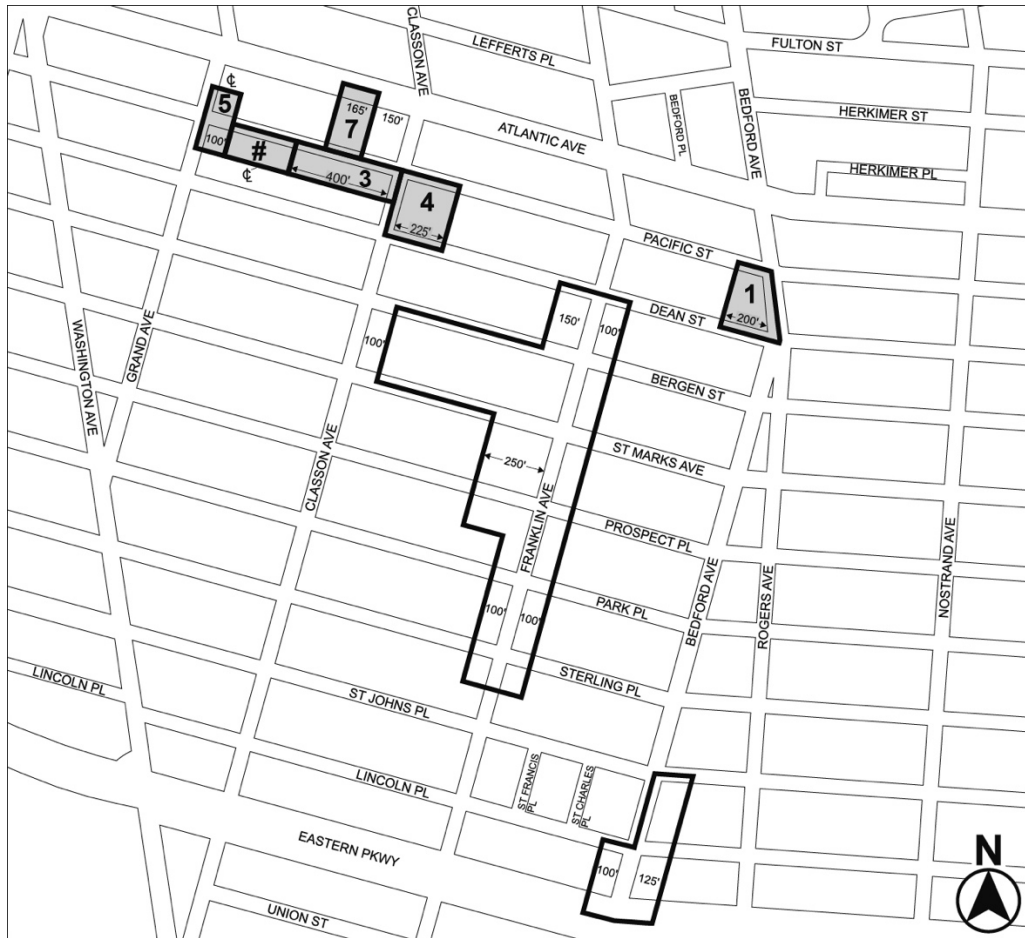 CLASSON AVE
LEFFERTS PL
FULTON ST
℄
5
165'
7
150'
BEDFORD PL
BEDFORD AVE
HERKIMER ST
ATLANTIC AVE
100'
#
℄
400'
3
HERKIMER PL
4
225'
PACIFIC ST
1
200'
DEAN ST
150'
100'
100'
WASHINGTON AVE
GRAND AVE
BERGEN ST
CLASSON AVE
250'
ST MARKS AVE
FRANKLIN AVE
PROSPECT PL
BEDFORD AVE
ROGERS AVE
NOSTRAND AVE
100'
100'
PARK PL
LINCOLN PL
ST JOHNS PL
STERLING PL
LINCOLN PL
ST FRANCIS
PL
ST CHARLES
PL
EASTERN PKWY
100'
125'
N
UNION ST